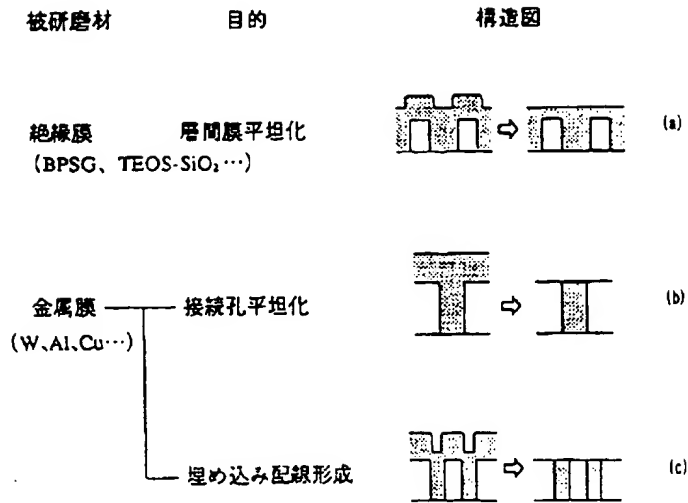 被研磨材 目的 構造図
絶縁膜 層間膜平坦化 (a)
(BPSG、TEOS-SiO₂…)
金属膜 接続孔平坦化 (b)
(W、Al、Cu…)
埋め込み配線形成 (c)